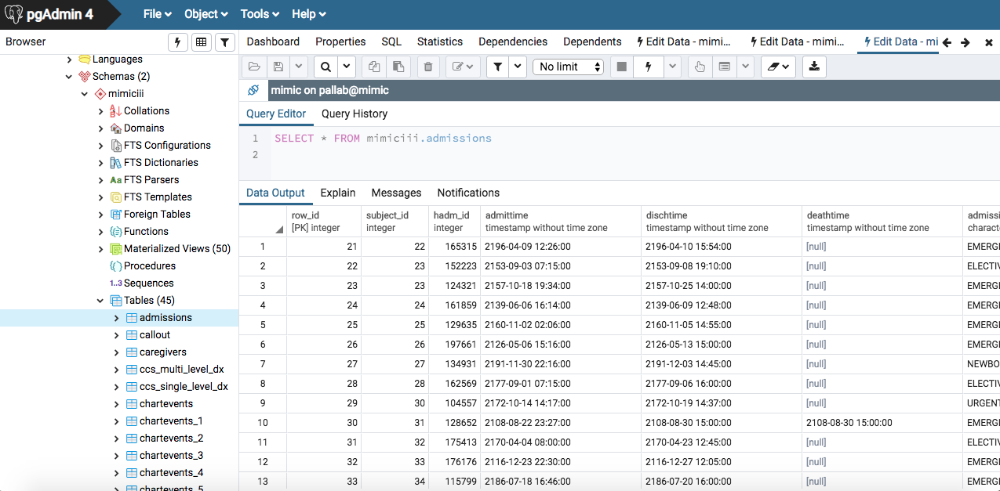 pgAdmin 4
File Object Tools Help
Browser
Dashboard Properties SQL Statistics Dependencies Dependents Edit Data - mimi... Edit Data - mimi... Edit Data - mi
No limit
mimic on pallab@mimic
Query Editor Query History
1 SELECT * FROM mimiciii.admissions
2
Data Output Explain Messages Notifications
Languages
Schemas (2)
mimiciii
Collations
Domains
FTS Configurations
FTS Dictionaries
Aa FTS Parsers
FTS Templates
Foreign Tables
Functions
Materialized Views (50)
Procedures
1..3 Sequences
Tables (45)
admissions
callout
caregivers
ccs_multi_level_dx
ccs_single_level_dx
chartevents
chartevents_1
chartevents_2
chartevents_3
chartevents_4
chartevents_5
row_id subject_id hadm_id admittime dischtime deathtime admissi
[PK] integer integer integer timestamp without time zone timestamp without time zone timestamp without time zone characte
1 21 22 165315 2196-04-09 12:26:00 2196-04-10 15:54:00 [null] EMERGE
2 22 23 152223 2153-09-03 07:15:00 2153-09-08 19:10:00 [null] ELECTIV
3 23 23 124321 2157-10-18 19:34:00 2157-10-25 14:00:00 [null] EMERGE
4 24 24 161859 2139-06-06 16:14:00 2139-06-09 12:48:00 [null] EMERGE
5 25 25 129635 2160-11-02 02:06:00 2160-11-05 14:55:00 [null] EMERGE
6 26 26 197661 2126-05-06 15:16:00 2126-05-13 15:00:00 [null] EMERGE
7 27 27 134931 2191-11-30 22:16:00 2191-12-03 14:45:00 [null] NEWBO
8 28 28 162569 2177-09-01 07:15:00 2177-09-06 16:00:00 [null] ELECTIV
9 29 30 104557 2172-10-14 14:17:00 2172-10-19 14:37:00 [null] URGENT
10 30 31 128652 2108-08-22 23:27:00 2108-08-30 15:00:00 2108-08-30 15:00:00 EMERGE
11 31 32 175413 2170-04-04 08:00:00 2170-04-23 12:45:00 [null] ELECTIV
12 32 33 176176 2116-12-23 22:30:00 2116-12-27 12:05:00 [null] EMERGE
13 33 34 115799 2186-07-18 16:46:00 2186-07-20 16:00:00 [null] EMERGE